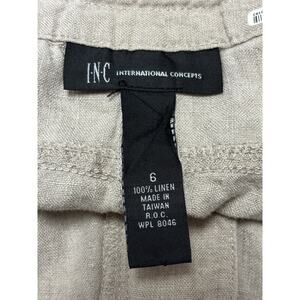 I·N·C INTERNATIONAL CONCEPTS
6
100% LINEN
MADE IN
TAIWAN
R.O.C.
WPL 8046